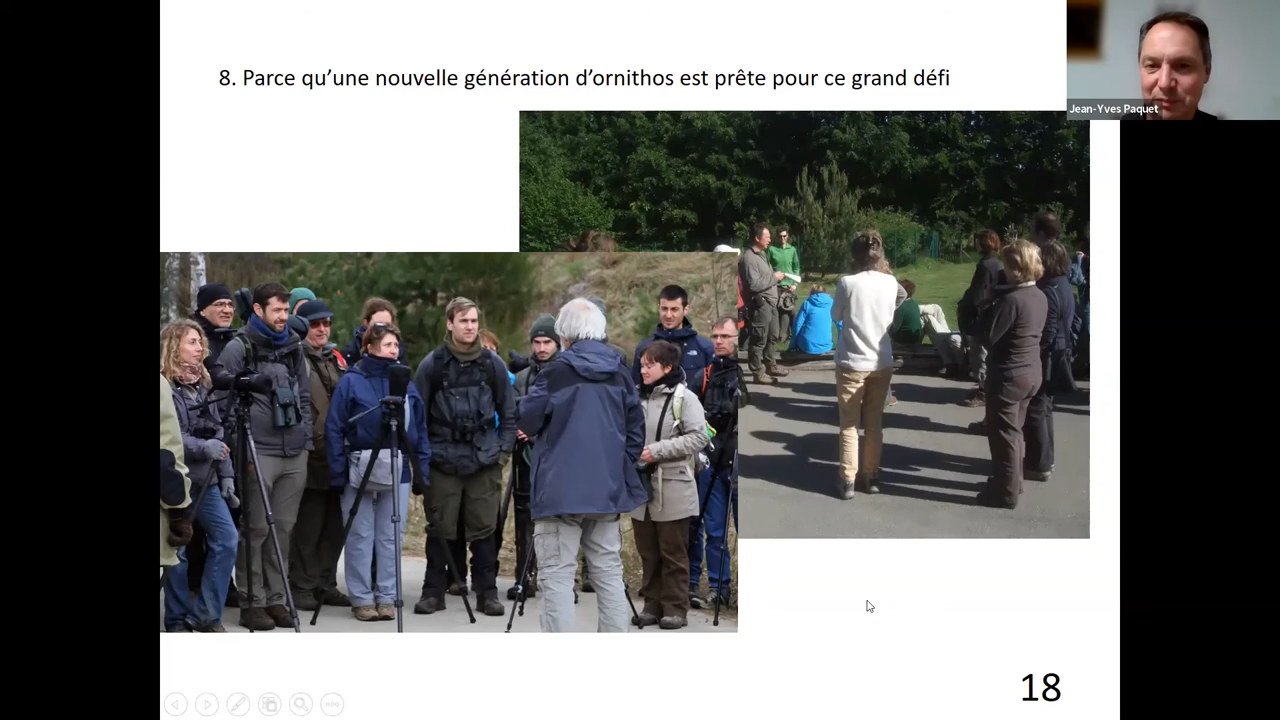 8. Parce qu’une nouvelle génération d’ornithos est prête pour ce grand défi
Jean-Yves Paquet
18